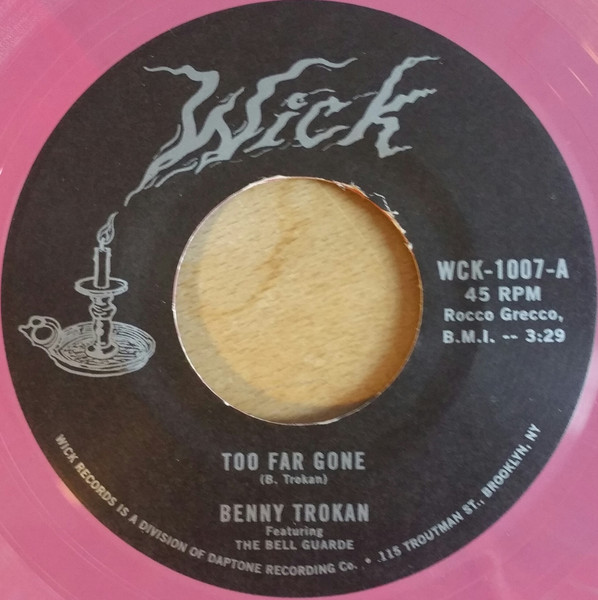 Wick
WCK-1007-A
45 RPM
Rocco Grecco,
B.M.I. -- 3:29
TOO FAR GONE
(B. Trokan)
BENNY TROKAN
Featuring
THE BELL GUARDE
WICK RECORDS IS A DIVISION OF DAPTONE RECORDING Co. * .115 TROUTMAN ST., BROOKLYN, NY